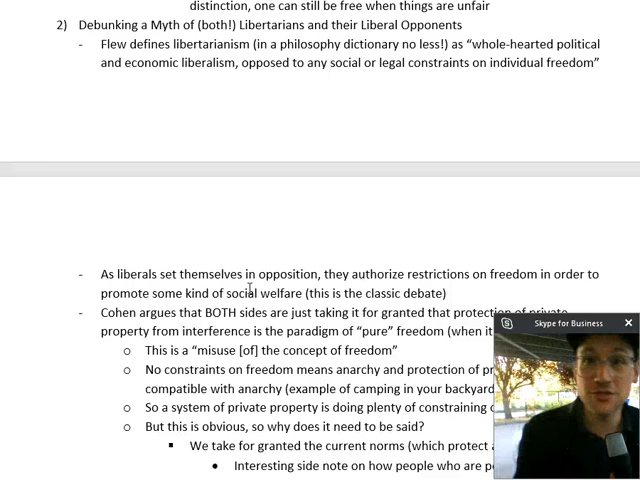 distinction, one can still be free when things are unfair
2) Debunking a Myth of (both!) Libertarians and their Liberal Opponents
- Flew defines libertarianism (in a philosophy dictionary no less!) as “whole-hearted political
and economic liberalism, opposed to any social or legal constraints on individual freedom”
- As liberals set themselves in opposition, they authorize restrictions on freedom in order to
promote some kind of social welfare (this is the classic debate)
- Cohen argues that BOTH sides are just taking it for granted that protection of private
property from interference is the paradigm of “pure” freedom (when it
Skype for Business
o This is a “misuse [of] the concept of freedom”
o No constraints on freedom means anarchy and protection of pr
compatible with anarchy (example of camping in your backyard
o So a system of private property is doing plenty of constraining
o But this is obvious, so why does it need to be said?
▪ We take for granted the current norms (which protect
• Interesting side note on how people who are